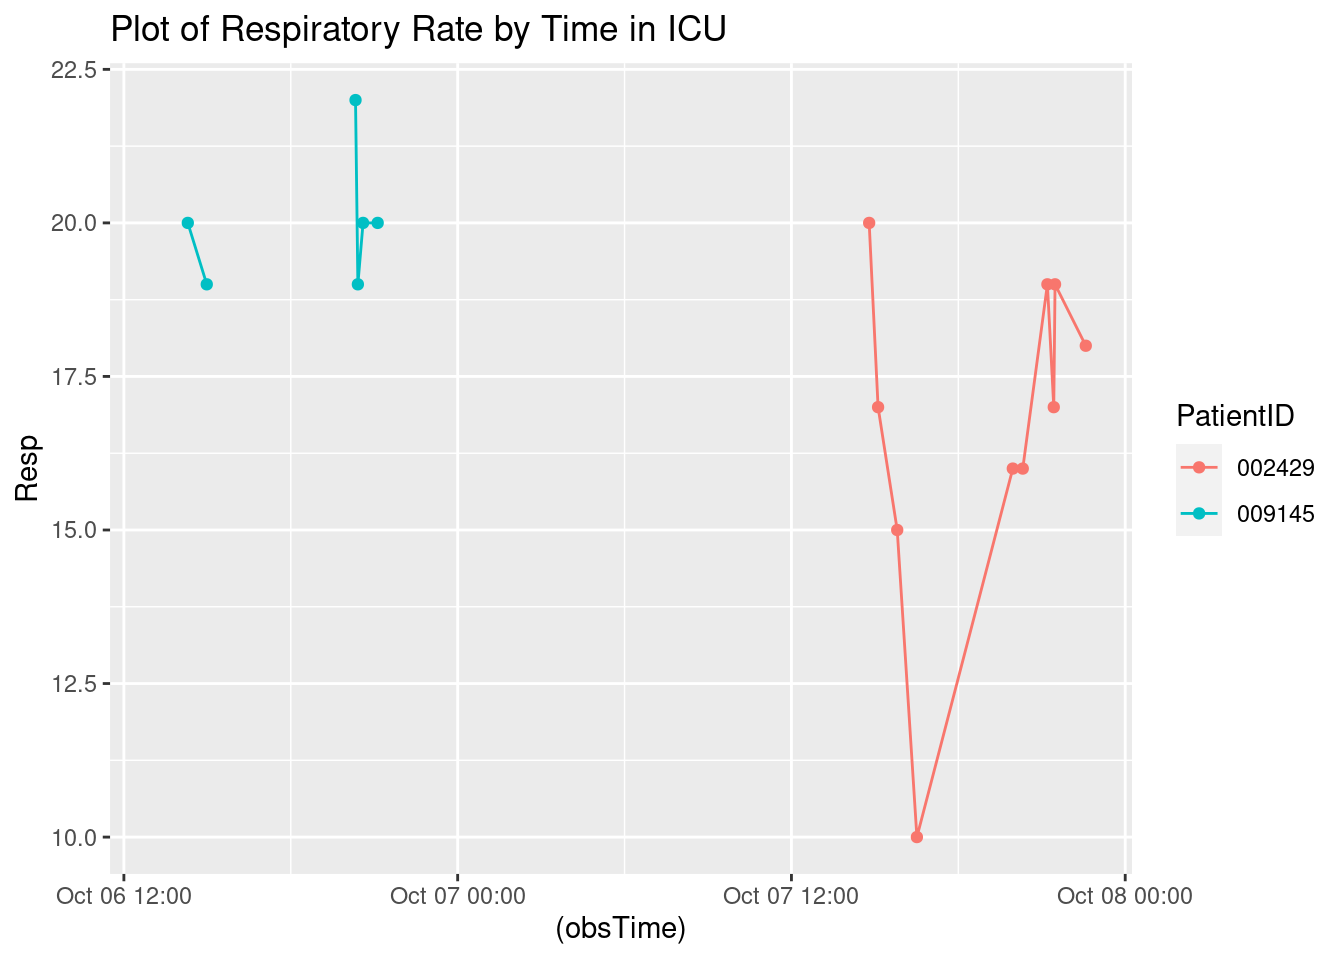 Plot of Respiratory Rate by Time in ICU
22.5
20.0
17.5
15.0
12.5
10.0
Resp
Oct 06 12:00
Oct 07 00:00
Oct 07 12:00
Oct 08 00:00
(obsTime)
PatientID
002429
009145